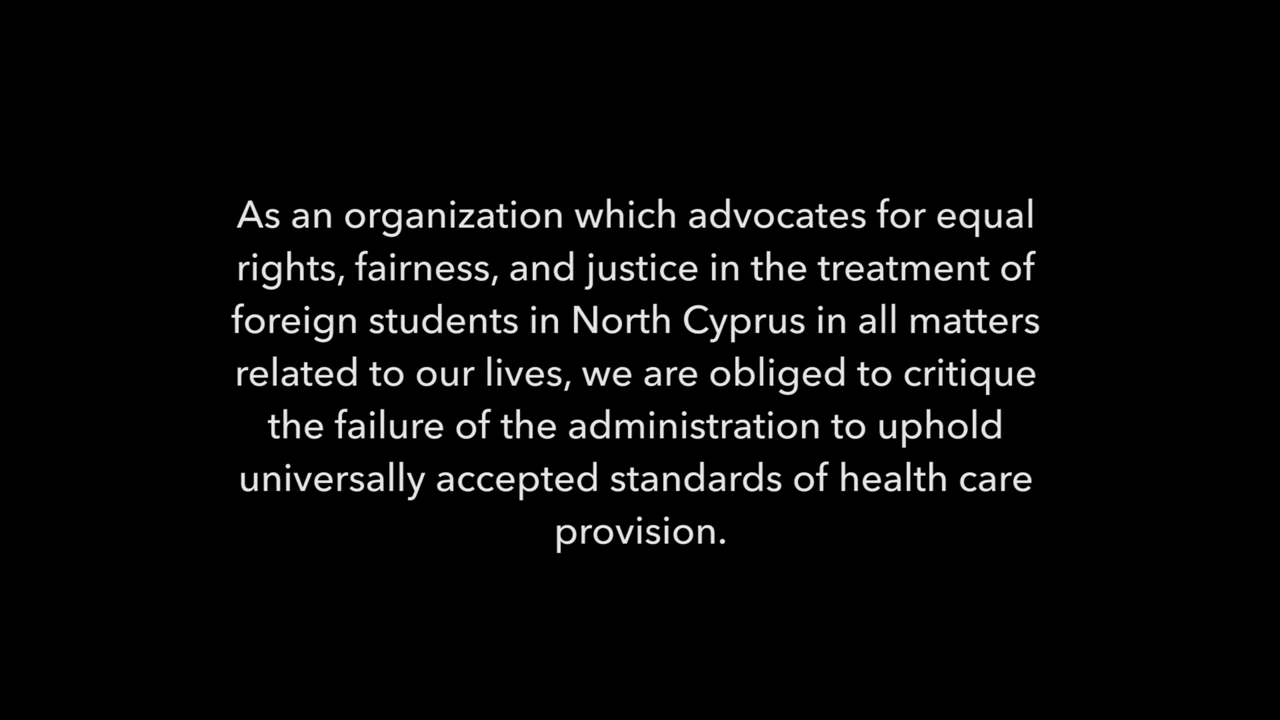 As an organization which advocates for equal
rights, fairness, and justice in the treatment of
foreign students in North Cyprus in all matters
related to our lives, we are obliged to critique
the failure of the administration to uphold
universally accepted standards of health care
provision.